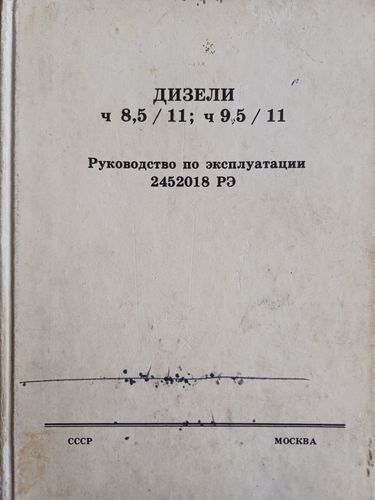 ДИЗЕЛИ
ч 8,5 / 11; ч 9,5 / 11
Руководство по эксплуатации
2452018 РЭ
СССР МОСКВА